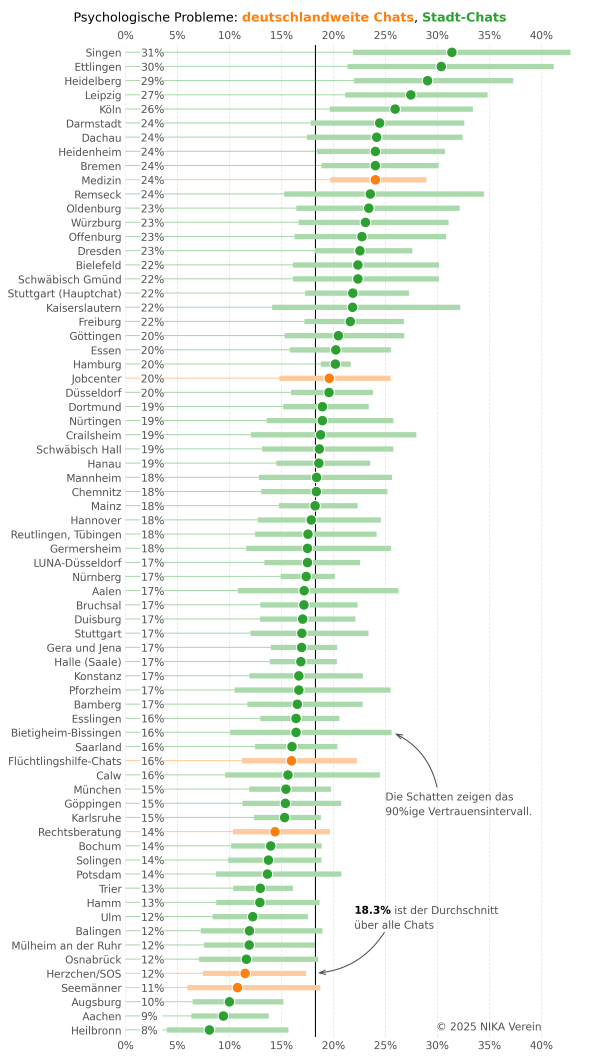 Psychologische Probleme: deutschlandweite Chats, Stadt-Chats
0% 5% 10% 15% 20% 25% 30% 35% 40%
Singen 31%
Ettlingen 30%
Heidelberg 29%
Leipzig 27%
Köln 26%
Darmstadt 24%
Dachau 24%
Heidenheim 24%
Bremen 24%
Medizin 24%
Remseck 24%
Oldenburg 23%
Würzburg 23%
Offenburg 23%
Dresden 23%
Bielefeld 22%
Schwäbisch Gmünd 22%
Stuttgart (Hauptchat) 22%
Kaiserslautern 22%
Freiburg 22%
Göttingen 20%
Essen 20%
Hamburg 20%
Jobcenter 20%
Düsseldorf 20%
Dortmund 19%
Nürtingen 19%
Crailsheim 19%
Schwäbisch Hall 19%
Hanau 19%
Mannheim 18%
Chemnitz 18%
Mainz 18%
Hannover 18%
Reutlingen, Tübingen 18%
Germersheim 18%
LUNA-Düsseldorf 17%
Nürnberg 17%
Aalen 17%
Bruchsal 17%
Duisburg 17%
Stuttgart 17%
Gera und Jena 17%
Halle (Saale) 17%
Konstanz 17%
Pforzheim 17%
Bamberg 17%
Esslingen 16%
Bietigheim-Bissingen 16%
Saarland 16%
Flüchtlingshilfe-Chats 16%
Calw 16%
München 15%
Göppingen 15%
Karlsruhe 15%
Rechtsberatung 14%
Bochum 14%
Solingen 14%
Potsdam 14%
Trier 13%
Hamm 13%
Ulm 12%
Balingen 12%
Mülheim an der Ruhr 12%
Osnabrück 12%
Herzchen/SOS 12%
Seemänner 11%
Augsburg 10%
Aachen 9%
Heilbronn 8%
Die Schatten zeigen das
90%ige Vertrauensintervall.
18.3% ist der Durchschnitt
über alle Chats
© 2025 NIKA Verein
0% 5% 10% 15% 20% 25% 30% 35% 40%